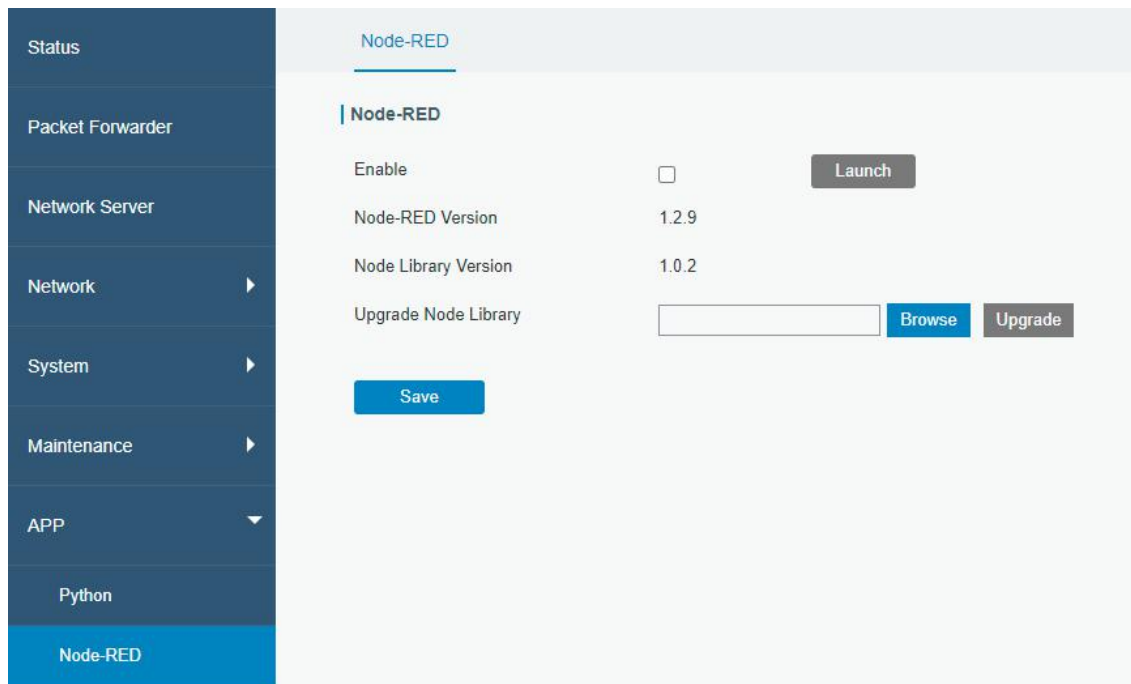 Status
Packet Forwarder
Network Server
Network
System
Maintenance
APP
Python
Node-RED
Node-RED
Node-RED
Enable Launch
Node-RED Version 1.2.9
Node Library Version 1.0.2
Upgrade Node Library Browse Upgrade
Save